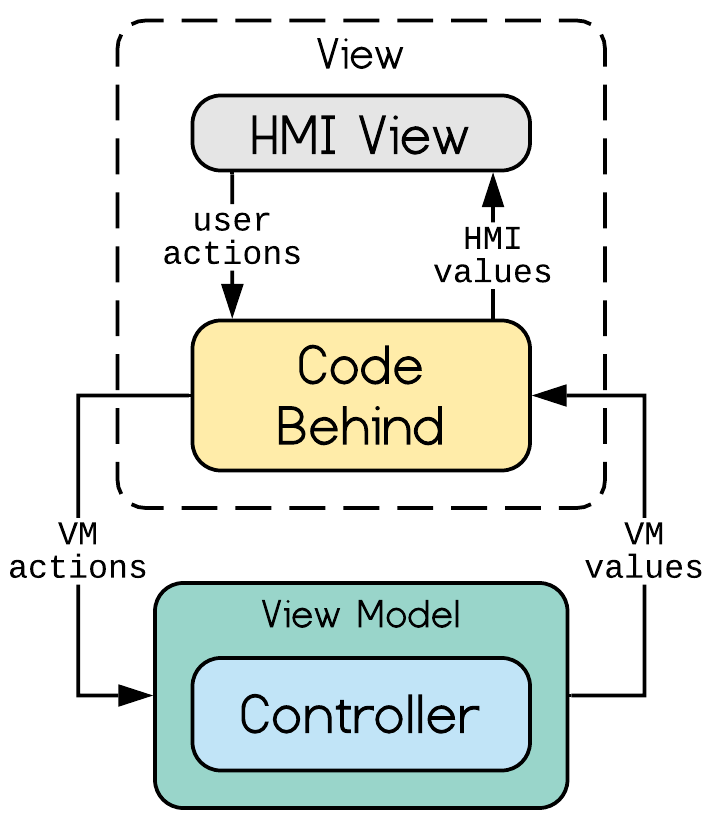 View
HMI View
user
actions
HMI
values
Code
Behind
VM
actions
VM
values
View Model
Controller